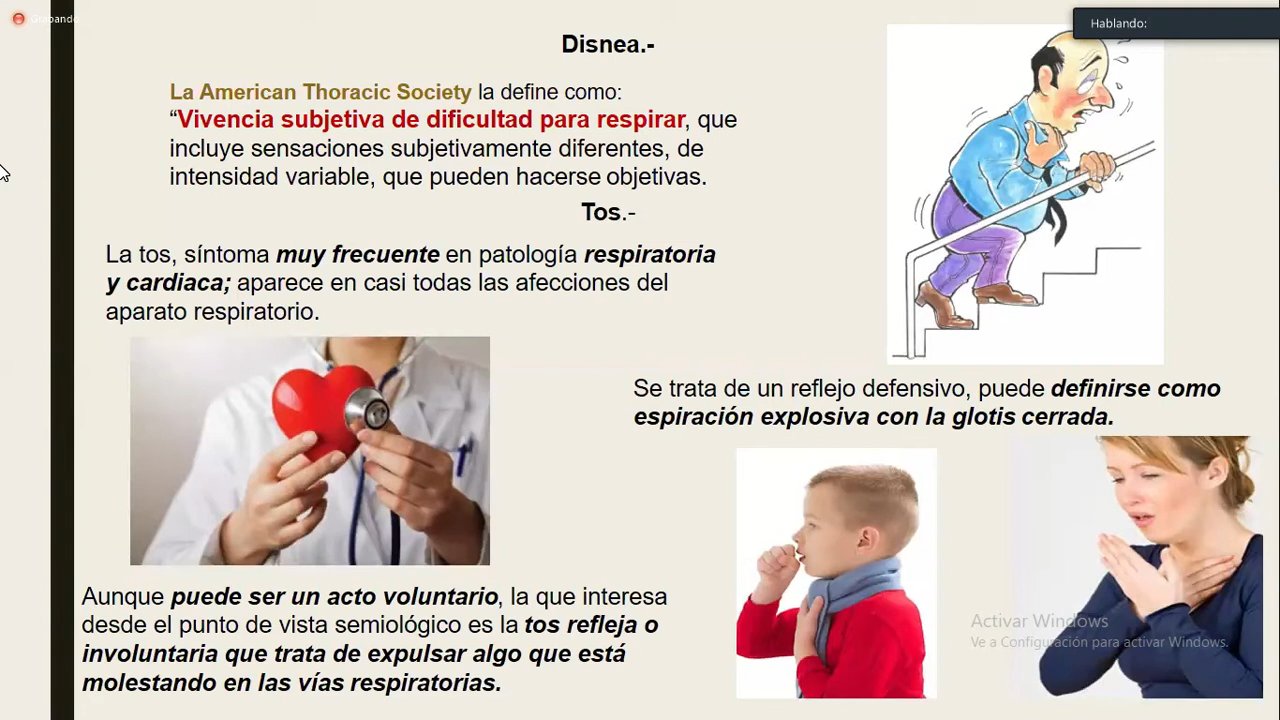 Grabando
Hablando:
Disnea.-
La American Thoracic Society la define como:
“Vivencia subjetiva de dificultad para respirar, que
incluye sensaciones subjetivamente diferentes, de
intensidad variable, que pueden hacerse objetivas.
Tos.-
La tos, síntoma muy frecuente en patología respiratoria
y cardiaca; aparece en casi todas las afecciones del
aparato respiratorio.
Se trata de un reflejo defensivo, puede definirse como
espiración explosiva con la glotis cerrada.
Aunque puede ser un acto voluntario, la que interesa
desde el punto de vista semiológico es la tos refleja o
involuntaria que trata de expulsar algo que está
molestando en las vías respiratorias.
Activar Windows
Ve a Configuración para activar Windows.